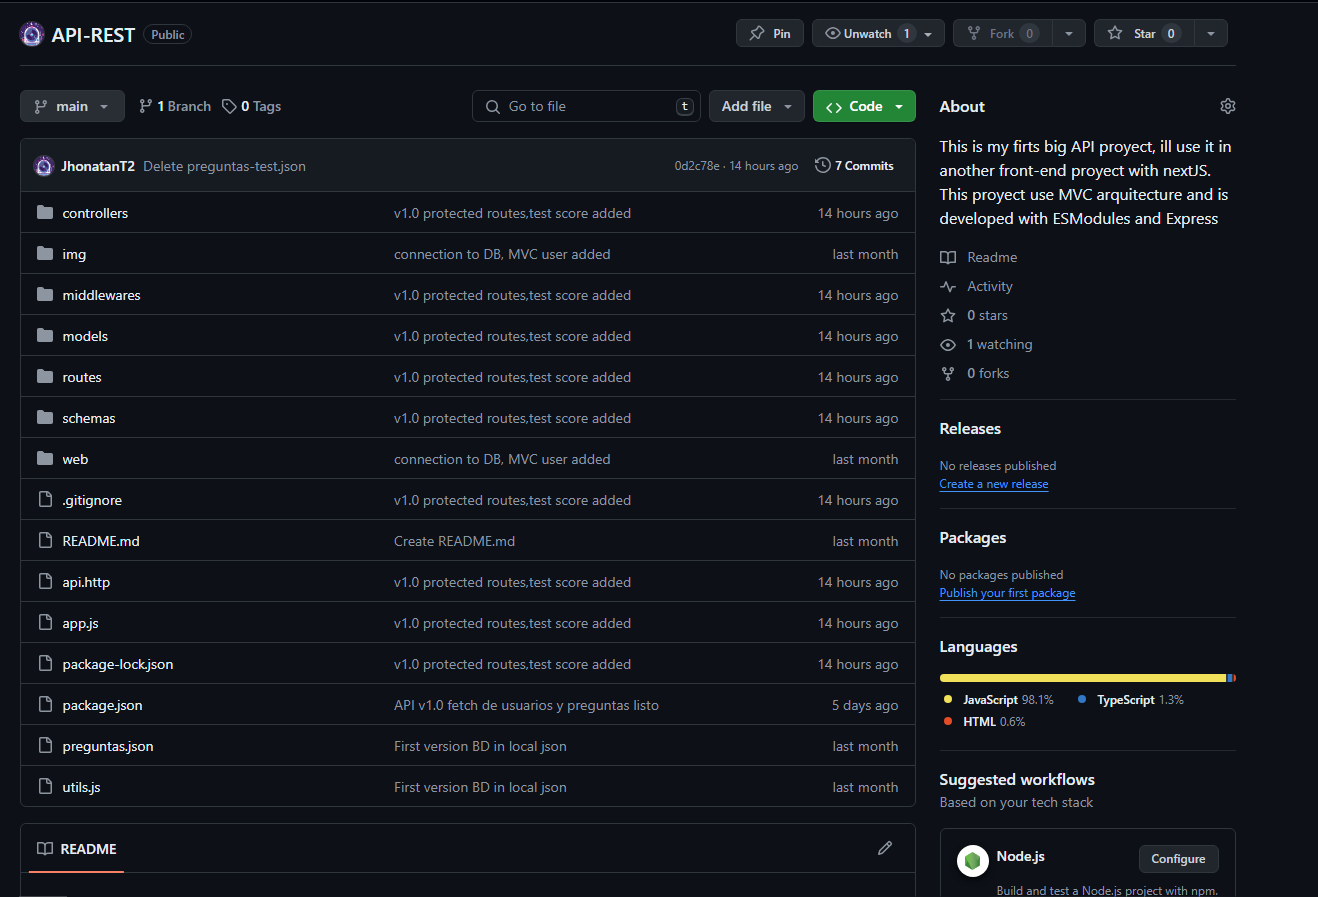 API-REST Public Pin Unwatch 1 Fork 0 Star 0
main 1 Branch 0 Tags Go to file t Add file <> Code
JhonatanT2 Delete preguntas-test.json 0d2c78e · 14 hours ago 7 Commits
controllers v1.0 protected routes,test score added 14 hours ago
img connection to DB, MVC user added last month
middlewares v1.0 protected routes,test score added 14 hours ago
models v1.0 protected routes,test score added 14 hours ago
routes v1.0 protected routes,test score added 14 hours ago
schemas v1.0 protected routes,test score added 14 hours ago
web connection to DB, MVC user added last month
.gitignore v1.0 protected routes,test score added 14 hours ago
README.md Create README.md last month
api.http v1.0 protected routes,test score added 14 hours ago
app.js v1.0 protected routes,test score added 14 hours ago
package-lock.json v1.0 protected routes,test score added 14 hours ago
package.json API v1.0 fetch de usuarios y preguntas listo 5 days ago
preguntas.json First version BD in local json last month
utils.js First version BD in local json last month
README
About
This is my firts big API proyect, ill use it in
another front-end proyect with nextJS.
This proyect use MVC arquitecture and is
developed with ESModules and Express
Readme
Activity
0 stars
1 watching
0 forks
Releases
No releases published
Create a new release
Packages
No packages published
Publish your first package
Languages
JavaScript 98.1% TypeScript 1.3%
HTML 0.6%
Suggested workflows
Based on your tech stack
Node.js Configure
Build and test a Node.js project with npm.